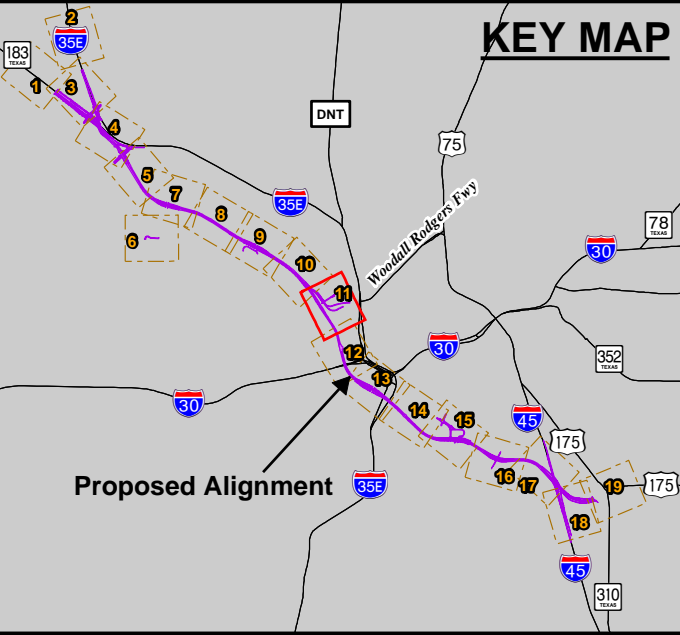 KEY MAP
2
35E
183
TEXAS
1
3
DNT
4
75
5
7
35E
Woodall Rodgers Fwy
8
78
TEXAS
6
9
30
10
11
30
12
352
TEXAS
13
30
14
15
45
175
Proposed Alignment
35E
16
17
19
175
18
45
310
TEXAS